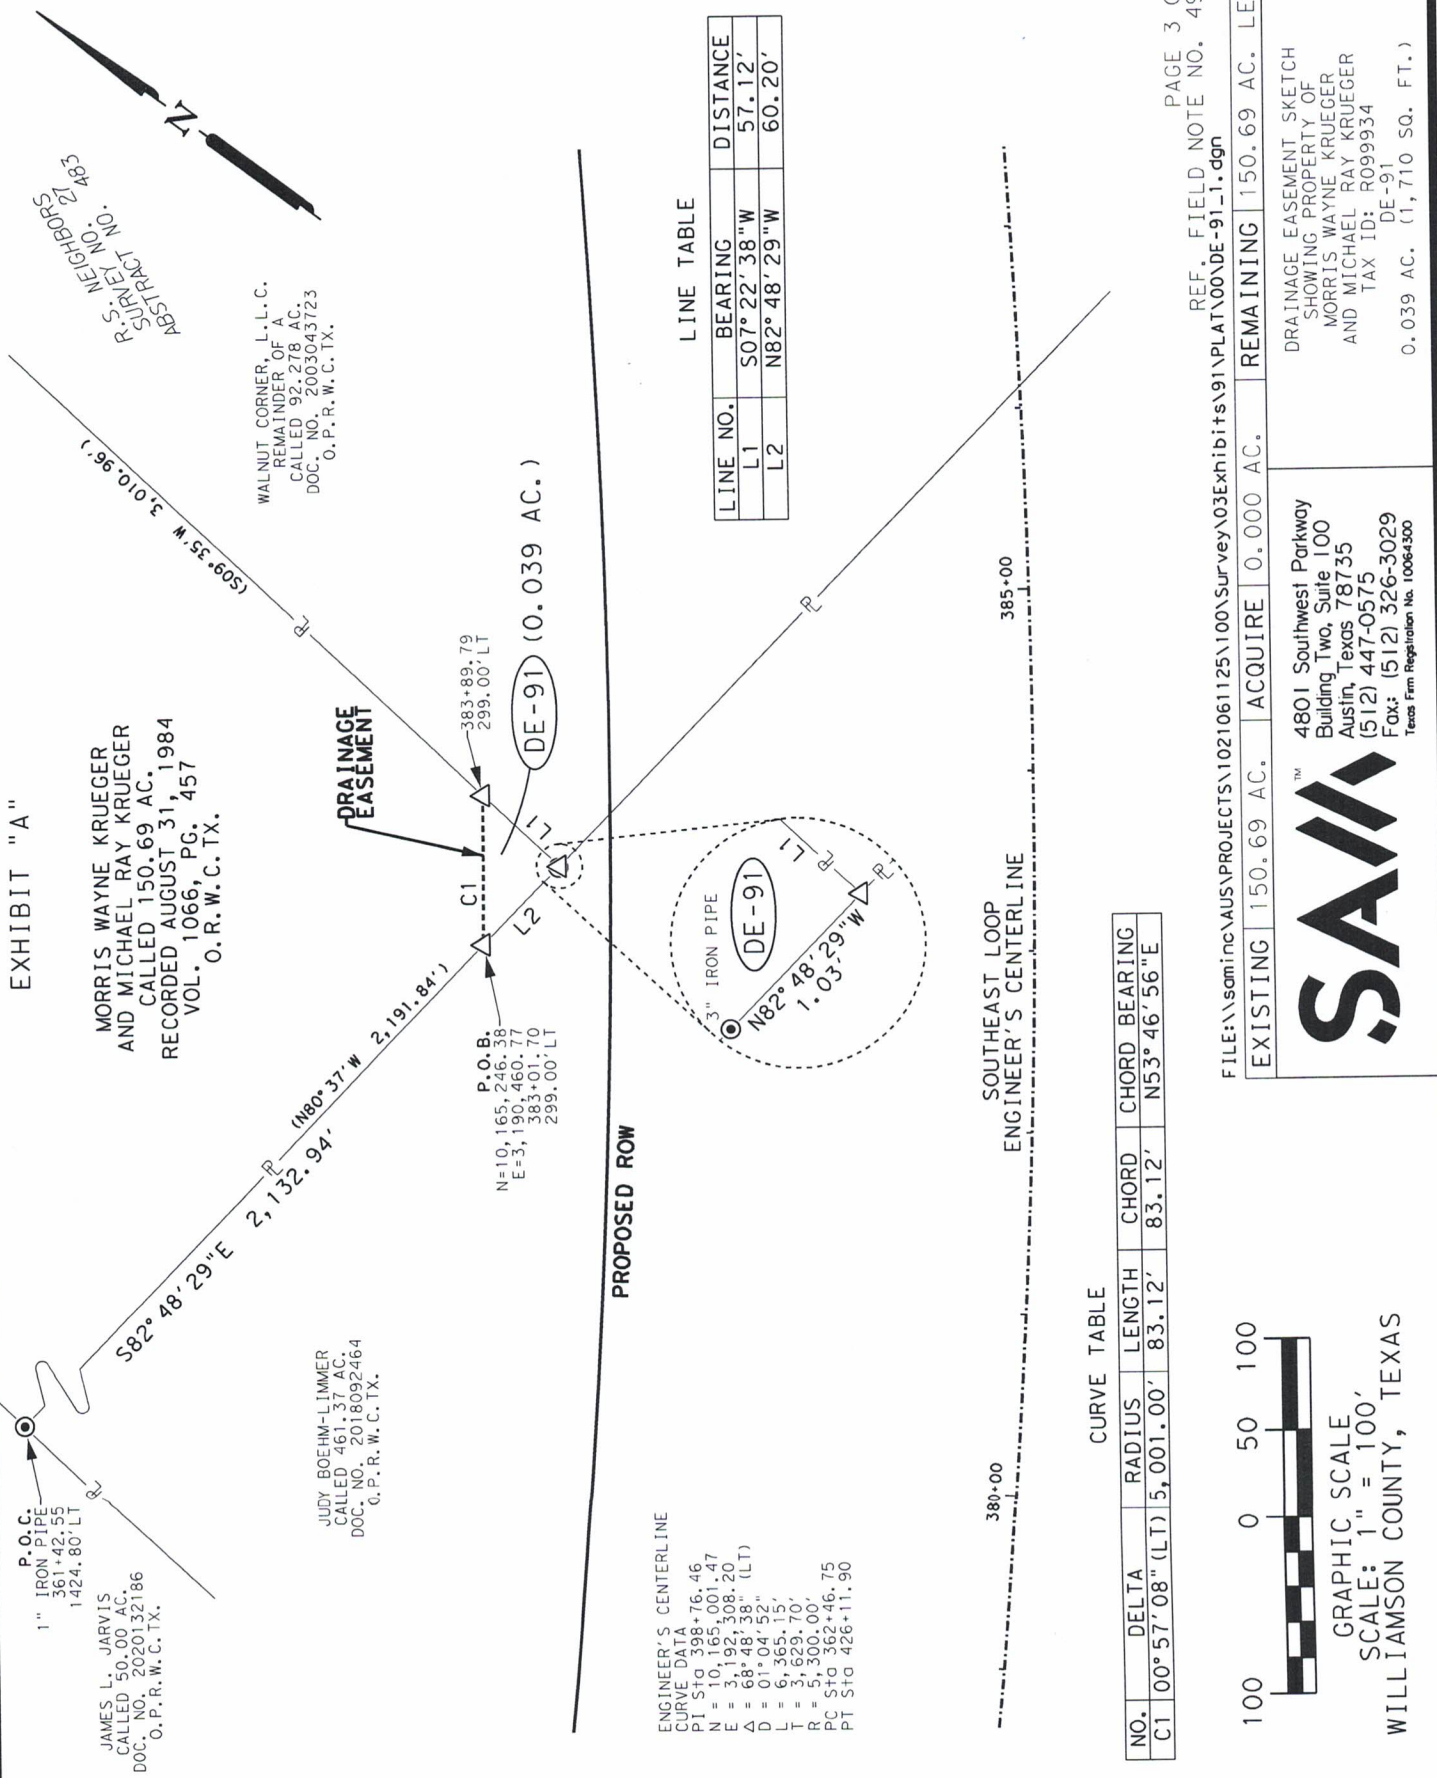 EXHIBIT "A"
P.O.C.
1" IRON PIPE
361+42.55
1424.80'LT
JAMES L. JARVIS
CALLED 50.00 AC.
DOC. NO. 2020132186
O.P.R.W.C.TX.
MORRIS WAYNE KRUEGER
AND MICHAEL RAY KRUEGER
CALLED 150.69 AC.
RECORDED AUGUST 31, 1984
VOL. 1066, PG. 457
O.R.W.C.TX.
R.S. NEIGHBORS
SURVEY NO. 27
ABSTRACT NO. 483
N
WALNUT CORNER, L.L.C.
REMAINDER OF A
CALLED 92.278 AC.
DOC. NO. 2003043723
O.P.R.W.C.TX.
(S09°35'W 3,010.96')
PL
S82°48'29"E 2,132.94'
PL
(N80°37'W 2,191.84')
JUDY BOEHM-LIMMER
CALLED 461.37 AC.
DOC. NO. 2018092464
O.P.R.W.C.TX.
DRAINAGE
EASEMENT
383+89.79
299.00'LT
DE-91 (0.039 AC.)
C1
L1
L2
P.O.B.
N=10,165,246.38
E=3,190,460.77
383+01.70
299.00'LT
PROPOSED ROW
3" IRON PIPE
DE-91
L1
PL
PL
N82°48'29"W
1.03'
PL
PL
LINE TABLE
LINE NO. BEARING DISTANCE
L1 S07°22'38"W 57.12'
L2 N82°48'29"W 60.20'
ENGINEER'S CENTERLINE
CURVE DATA
PI Sta 398+76.46
N = 10,165,001.47
E = 3,192,308.20
Δ = 68°48'38" (LT)
D = 01°04'52"
L = 6,365.15'
T = 3,629.70'
R = 5,300.00'
PC Sta 362+46.75
PT Sta 426+11.90
380+00
SOUTHEAST LOOP
ENGINEER'S CENTERLINE
385+00
CURVE TABLE
NO. DELTA RADIUS LENGTH CHORD CHORD BEARING
C1 00°57'08"(LT) 5,001.00' 83.12' 83.12' N53°46'56"E
100 0 50 100
GRAPHIC SCALE
SCALE: 1" = 100'
WILLIAMSON COUNTY, TEXAS
PAGE 3
REF. FIELD NOTE NO.
FILE:\\saminc\AUS\PROJECTS\1021061125\100\Survey\03Exhibits\91\PLAT\00\DE-91_1.dgn
EXISTING 150.69 AC. ACQUIRE 0.000 AC. REMAINING 150.69 AC.
SAM ™
4801 Southwest Parkway
Building Two, Suite 100
Austin, Texas 78735
(512) 447-0575
Fax: (512) 326-3029
Texas Firm Registration No. 10064300
DRAINAGE EASEMENT SKETCH
SHOWING PROPERTY OF
MORRIS WAYNE KRUEGER
AND MICHAEL RAY KRUEGER
TAX ID: R099934
DE-91
0.039 AC. (1,710 SQ. FT.)